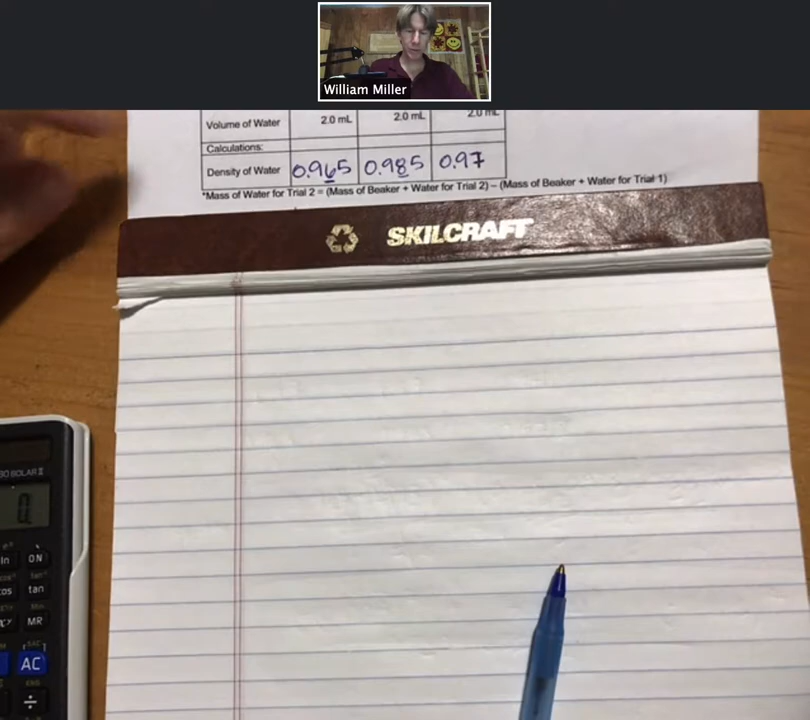 William Miller
Volume of Water 2.0 mL 2.0 mL 2.0 mL
Calculations:
Density of Water 0.965 0.985 0.97
*Mass of Water for Trial 2 = (Mass of Beaker + Water for Trial 2) – (Mass of Beaker + Water for Trial 1)
SKILCRAFT
SOLAR II
0.
ln ON
cos tan
MR
AC
÷